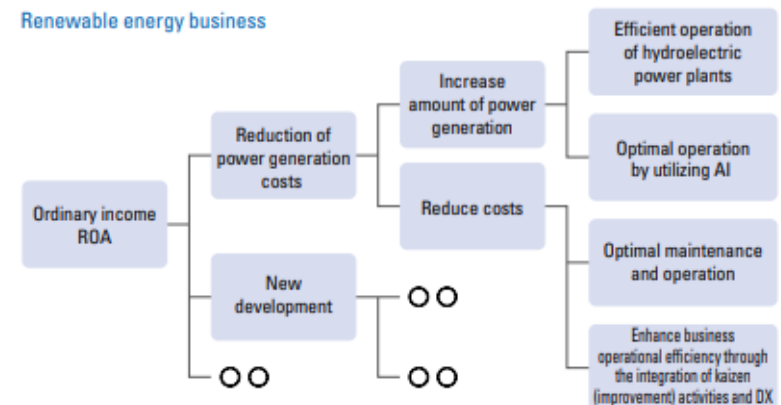 Renewable energy business
Ordinary income
ROA
Reduction of
power generation
costs
New
development
○○
Increase
amount of power
generation
Reduce costs
○○
○○
Efficient operation
of hydroelectric
power plants
Optimal operation
by utilizing AI
Optimal maintenance
and operation
Enhance business
operational efficiency through
the integration of kaizen
(improvement) activities and DX